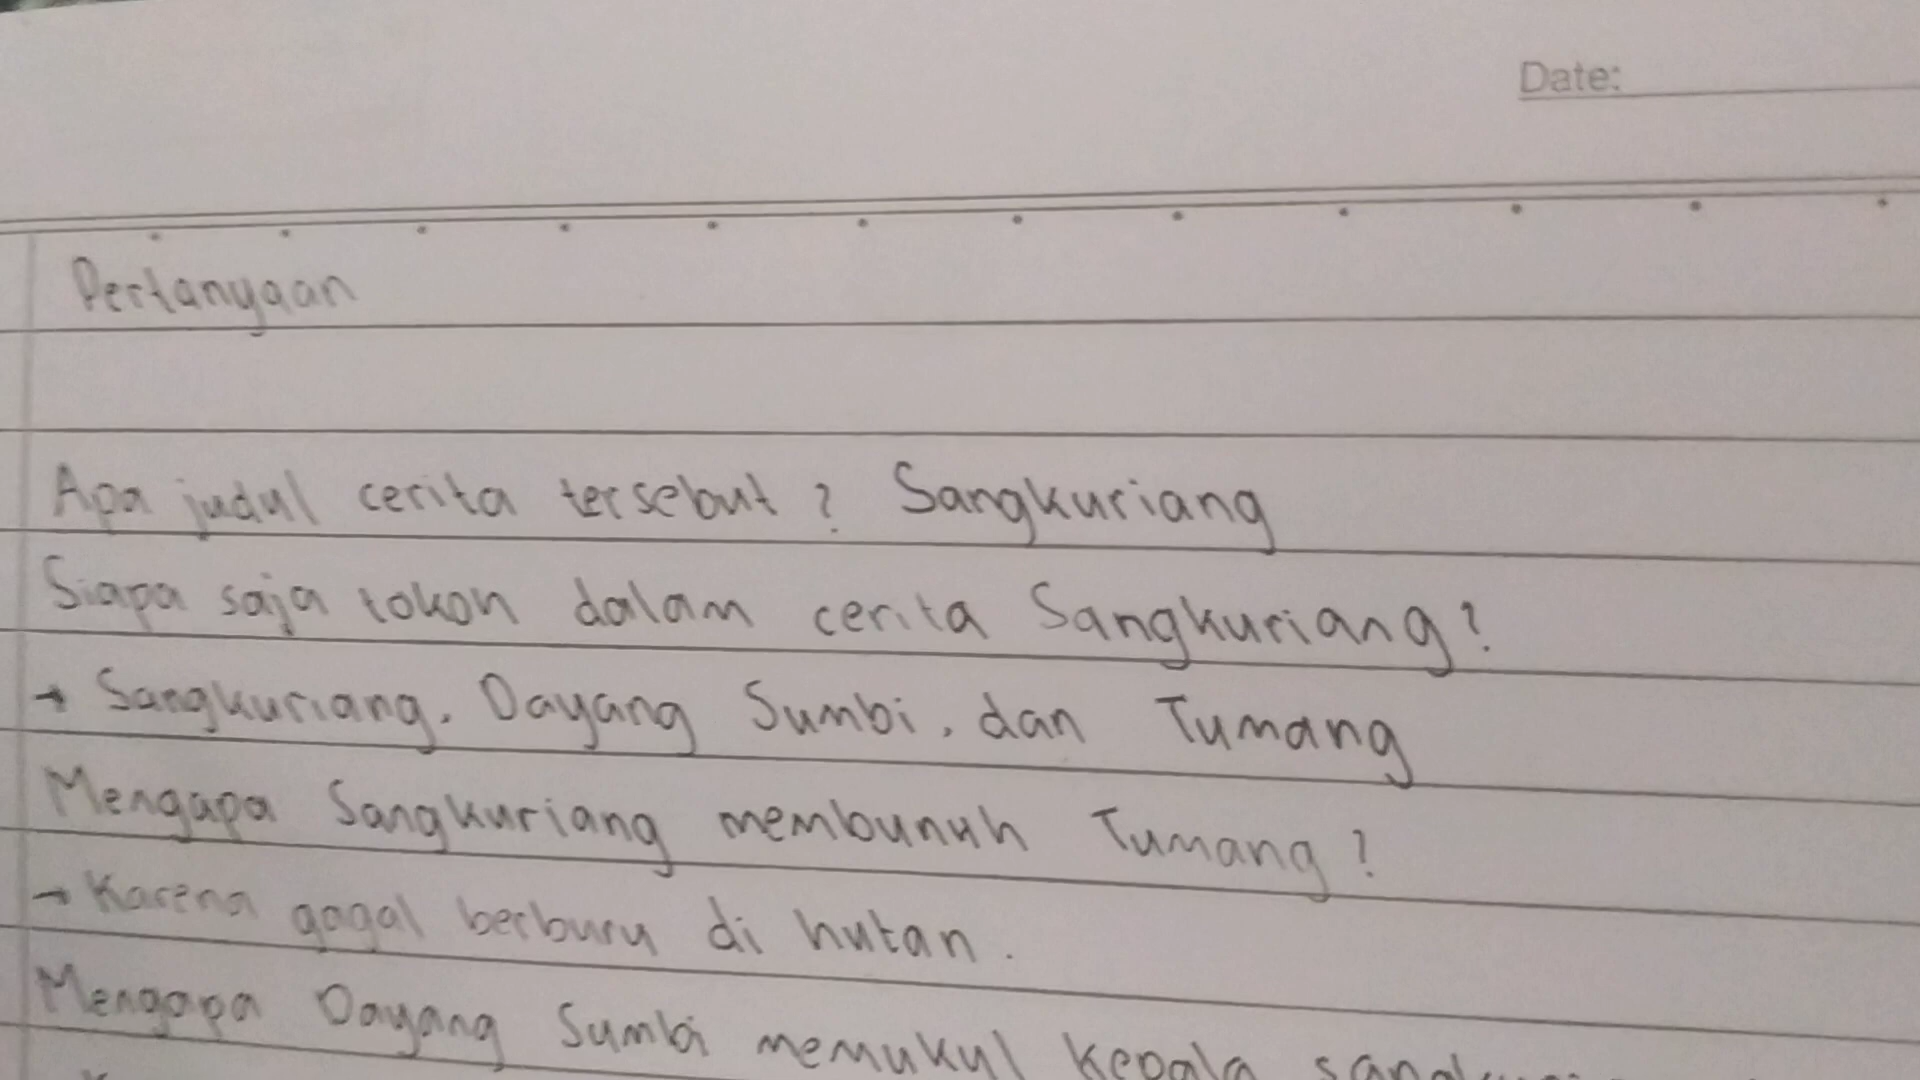 Date:
Pertanyaan
Apa judul cerita tersebut? Sangkuriang
Siapa saja tokoh dalam cerita Sangkuriang?
→ Sangkuriang, Dayang Sumbi, dan Tumang
Mengapa Sangkuriang membunuh Tumang?
→ Karena gagal berburu di hutan.
Mengapa Dayang Sumbi memukul kepala